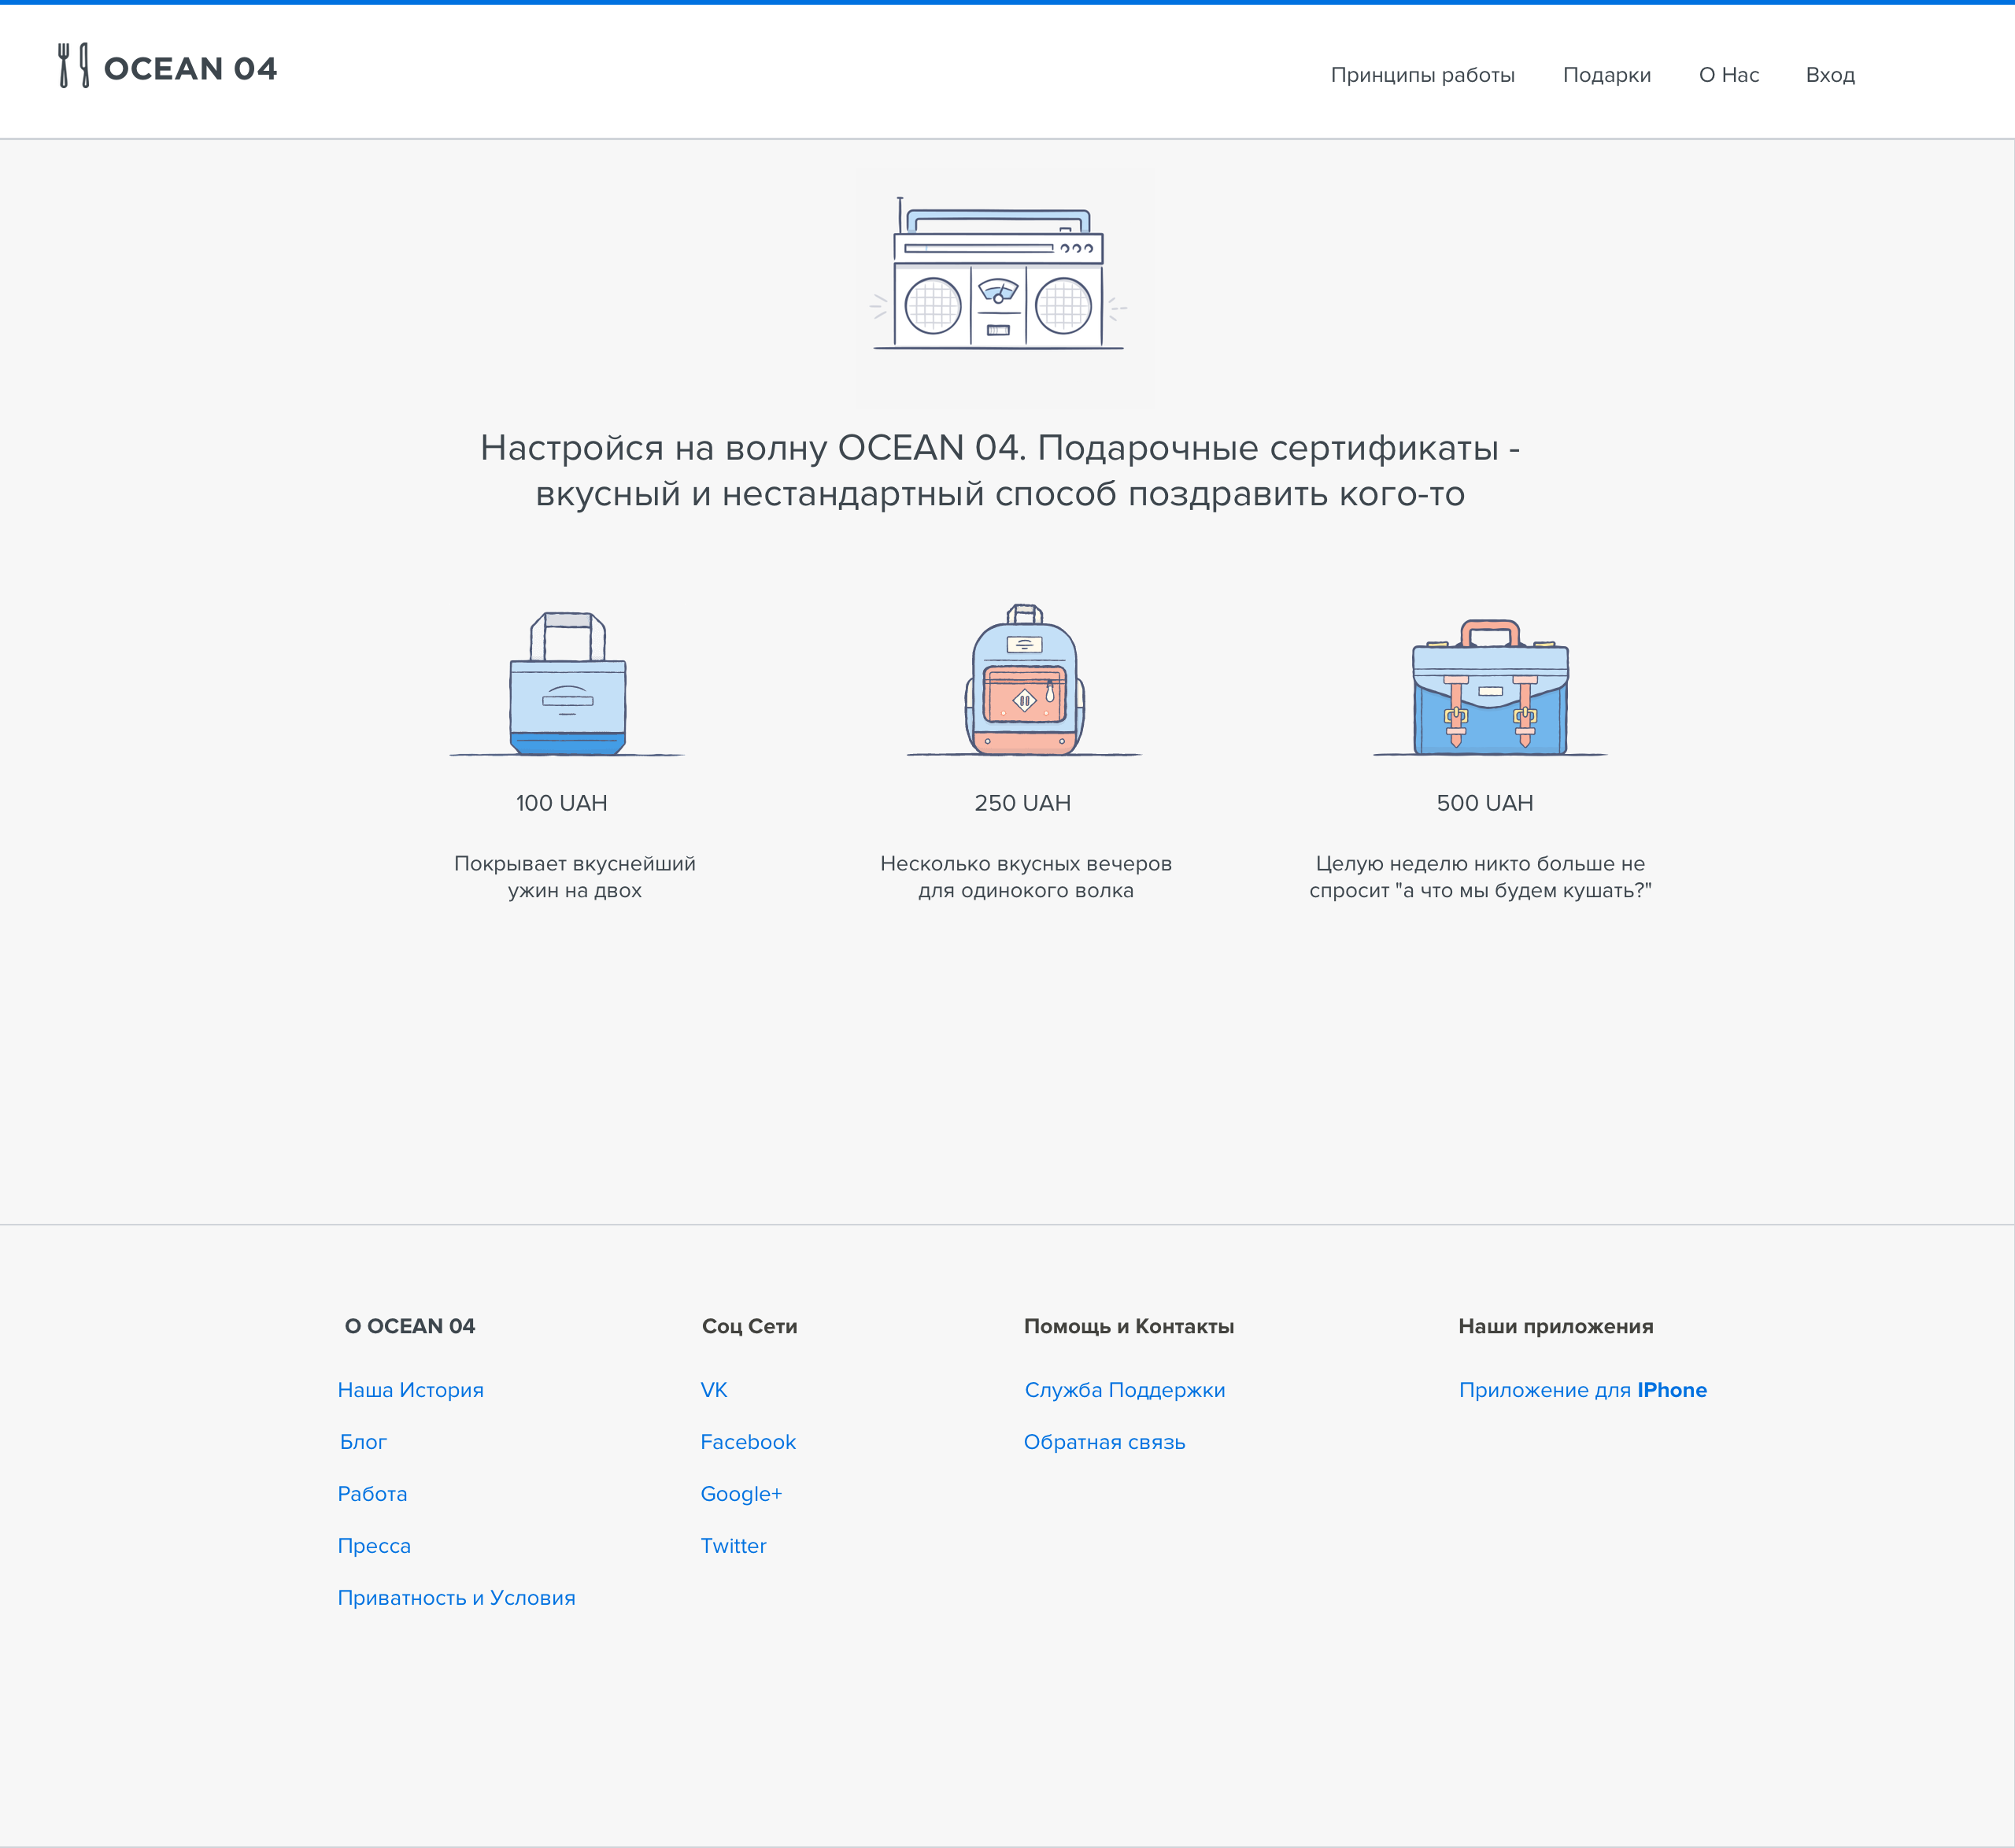 OCEAN 04
Принципы работы
Подарки
О Нас
Вход
Настройся на волну OCEAN 04. Подарочные сертификаты -
вкусный и нестандартный способ поздравить кого-то
100 UAH
Покрывает вкуснейший
ужин на двох
250 UAH
Несколько вкусных вечеров
для одинокого волка
500 UAH
Целую неделю никто больше не
спросит "а что мы будем кушать?"
О OCEAN 04
Наша История
Блог
Работа
Пресса
Приватность и Условия
Соц Сети
VK
Facebook
Google+
Twitter
Помощь и Контакты
Служба Поддержки
Обратная связь
Наши приложения
Приложение для IPhone